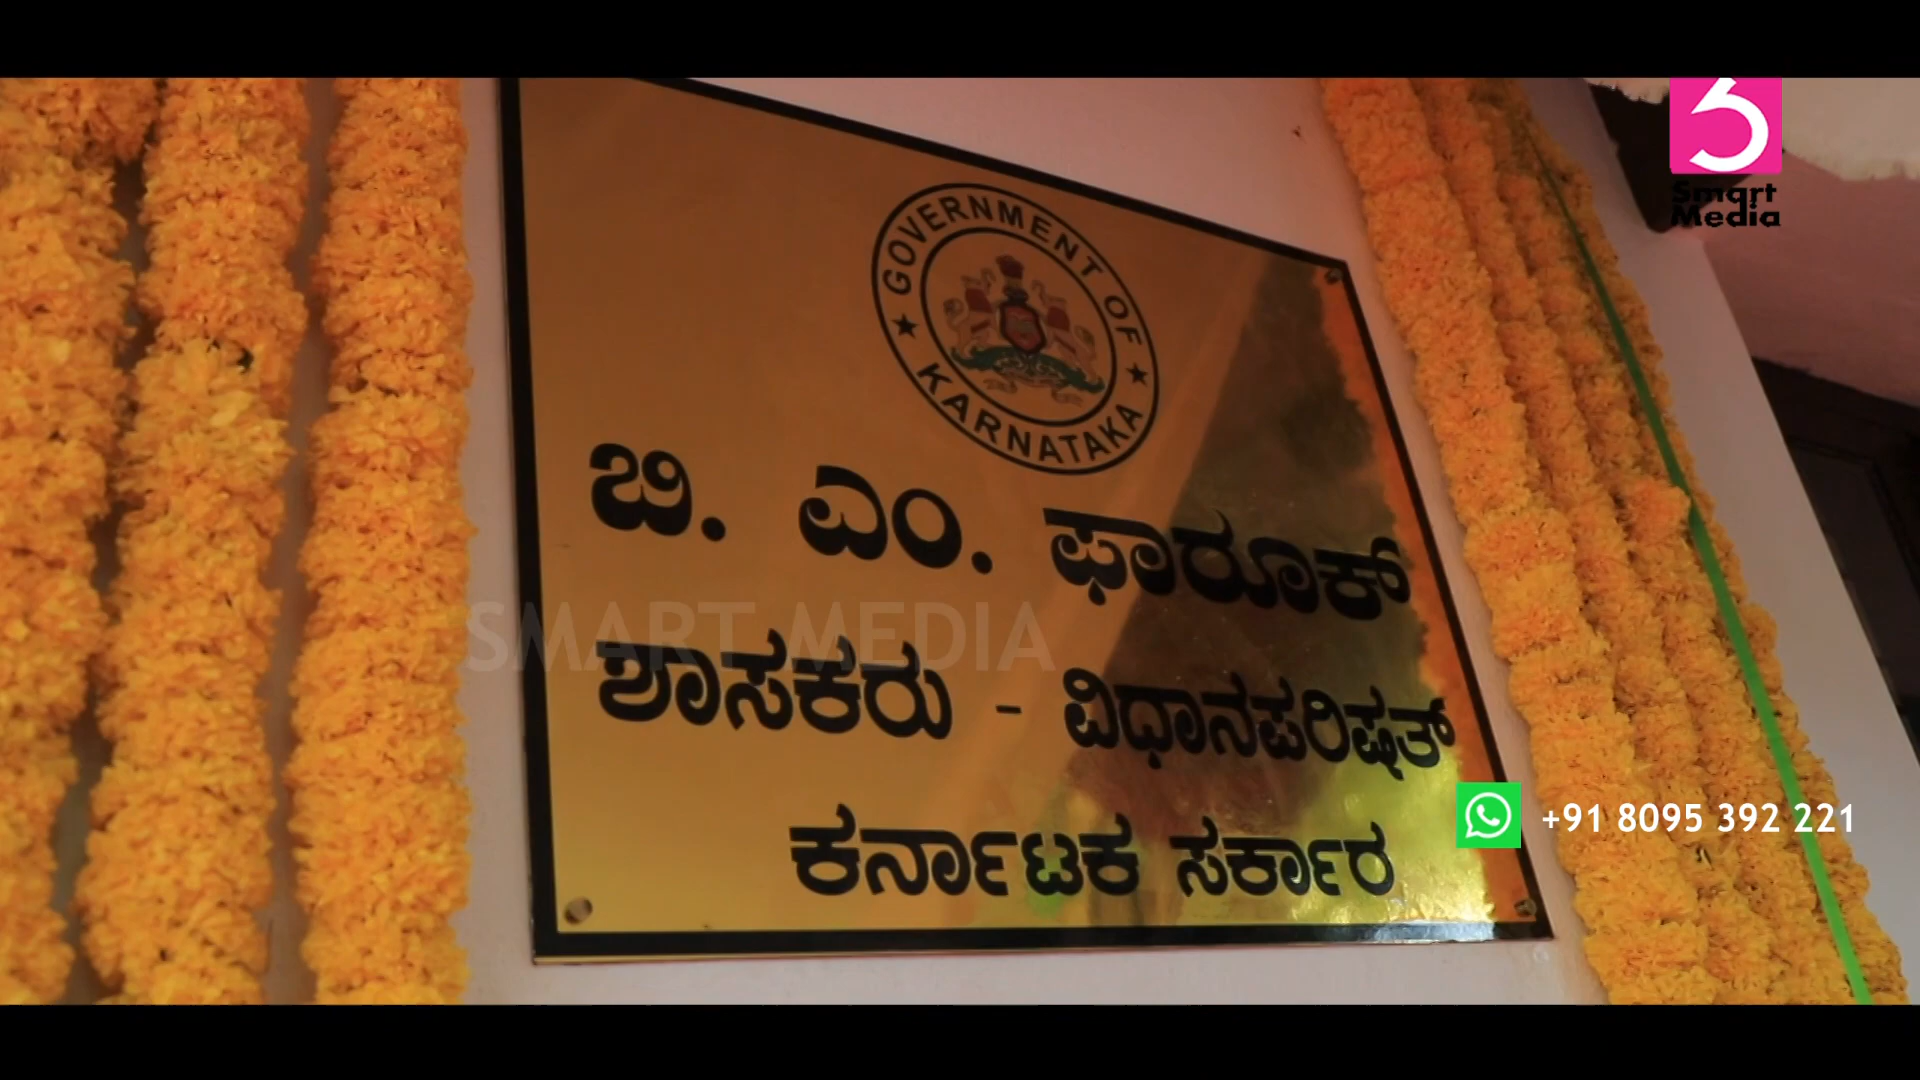 Smart
Media
GOVERNMENT OF
KARNATAKA
ಬಿ. ಎಂ. ಫಾರೂಕ್
SMART MEDIA
ಶಾಸಕರು - ವಿಧಾನಪರಿಷತ್
+91 8095 392 221
ಕರ್ನಾಟಕ ಸರ್ಕಾರ